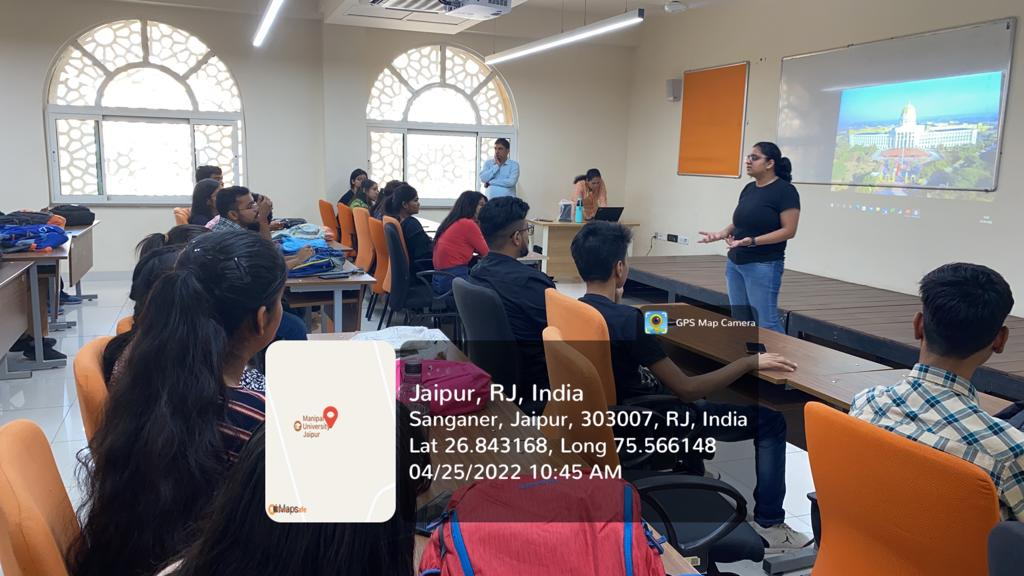 GPS Map Camera
Jaipur, RJ, India
Sanganer, Jaipur, 303007, RJ, India
Lat 26.843168, Long 75.566148
04/25/2022 10:45 AM
Manipal
University
Jaipur
Maps